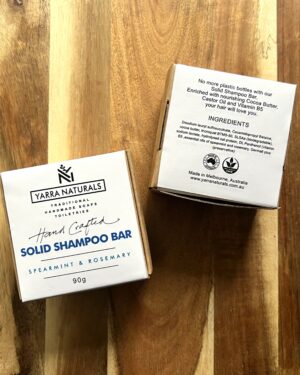 YARRA NATURALS
TRADITIONAL
HANDMADE SOAPS
TOILETRIES
Hand Crafted
SOLID SHAMPOO BAR
SPEARMINT & ROSEMARY
90g
No more plastic bottles with our
Solid Shampoo Bar.
Enriched with nourishing Cocoa Butter,
Castor Oil and Vitamin B5
your hair will love you.
INGREDIENTS
Made in Melbourne, Australia
www.yarranaturals.com.au